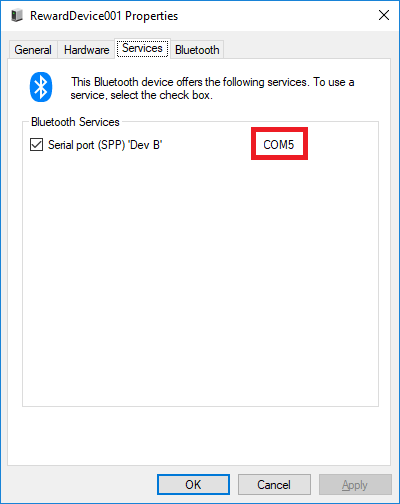 RewardDevice001 Properties
General Hardware Services Bluetooth
This Bluetooth device offers the following services. To use a
service, select the check box.
Bluetooth Services
Serial port (SPP) 'Dev B' COM5
OK Cancel Apply